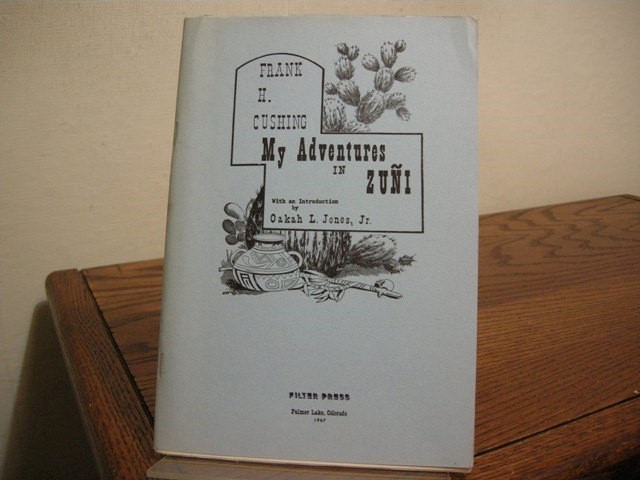 FRANK
H.
CUSHING
My Adventures
IN
ZUÑI
With an Introduction
by
Oakah L. Jones, Jr.
FILTER PRESS
Palmer Lake, Colorado
1967